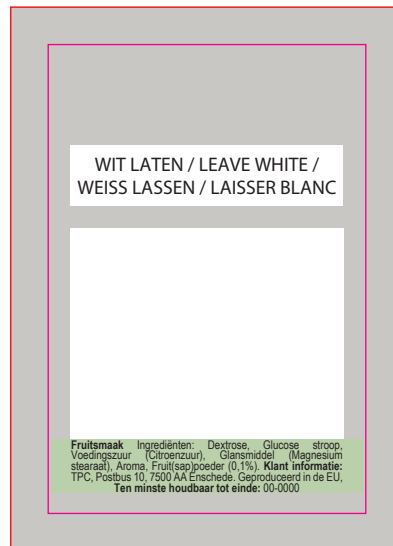 WIT LATEN / LEAVE WHITE /
WEISS LASSEN / LAISSER BLANC
Fruitsmaak Ingrediënten: Dextrose, Glucose stroop,
Voedingszuur (Citroenzuur), Glansmiddel (Magnesium
stearaat), Aroma, Fruit(sap)poeder (0,1%). Klant informatie:
TPC, Postbus 10, 7500 AA Enschede. Geproduceerd in de EU,
Ten minste houdbaar tot einde: 00-0000